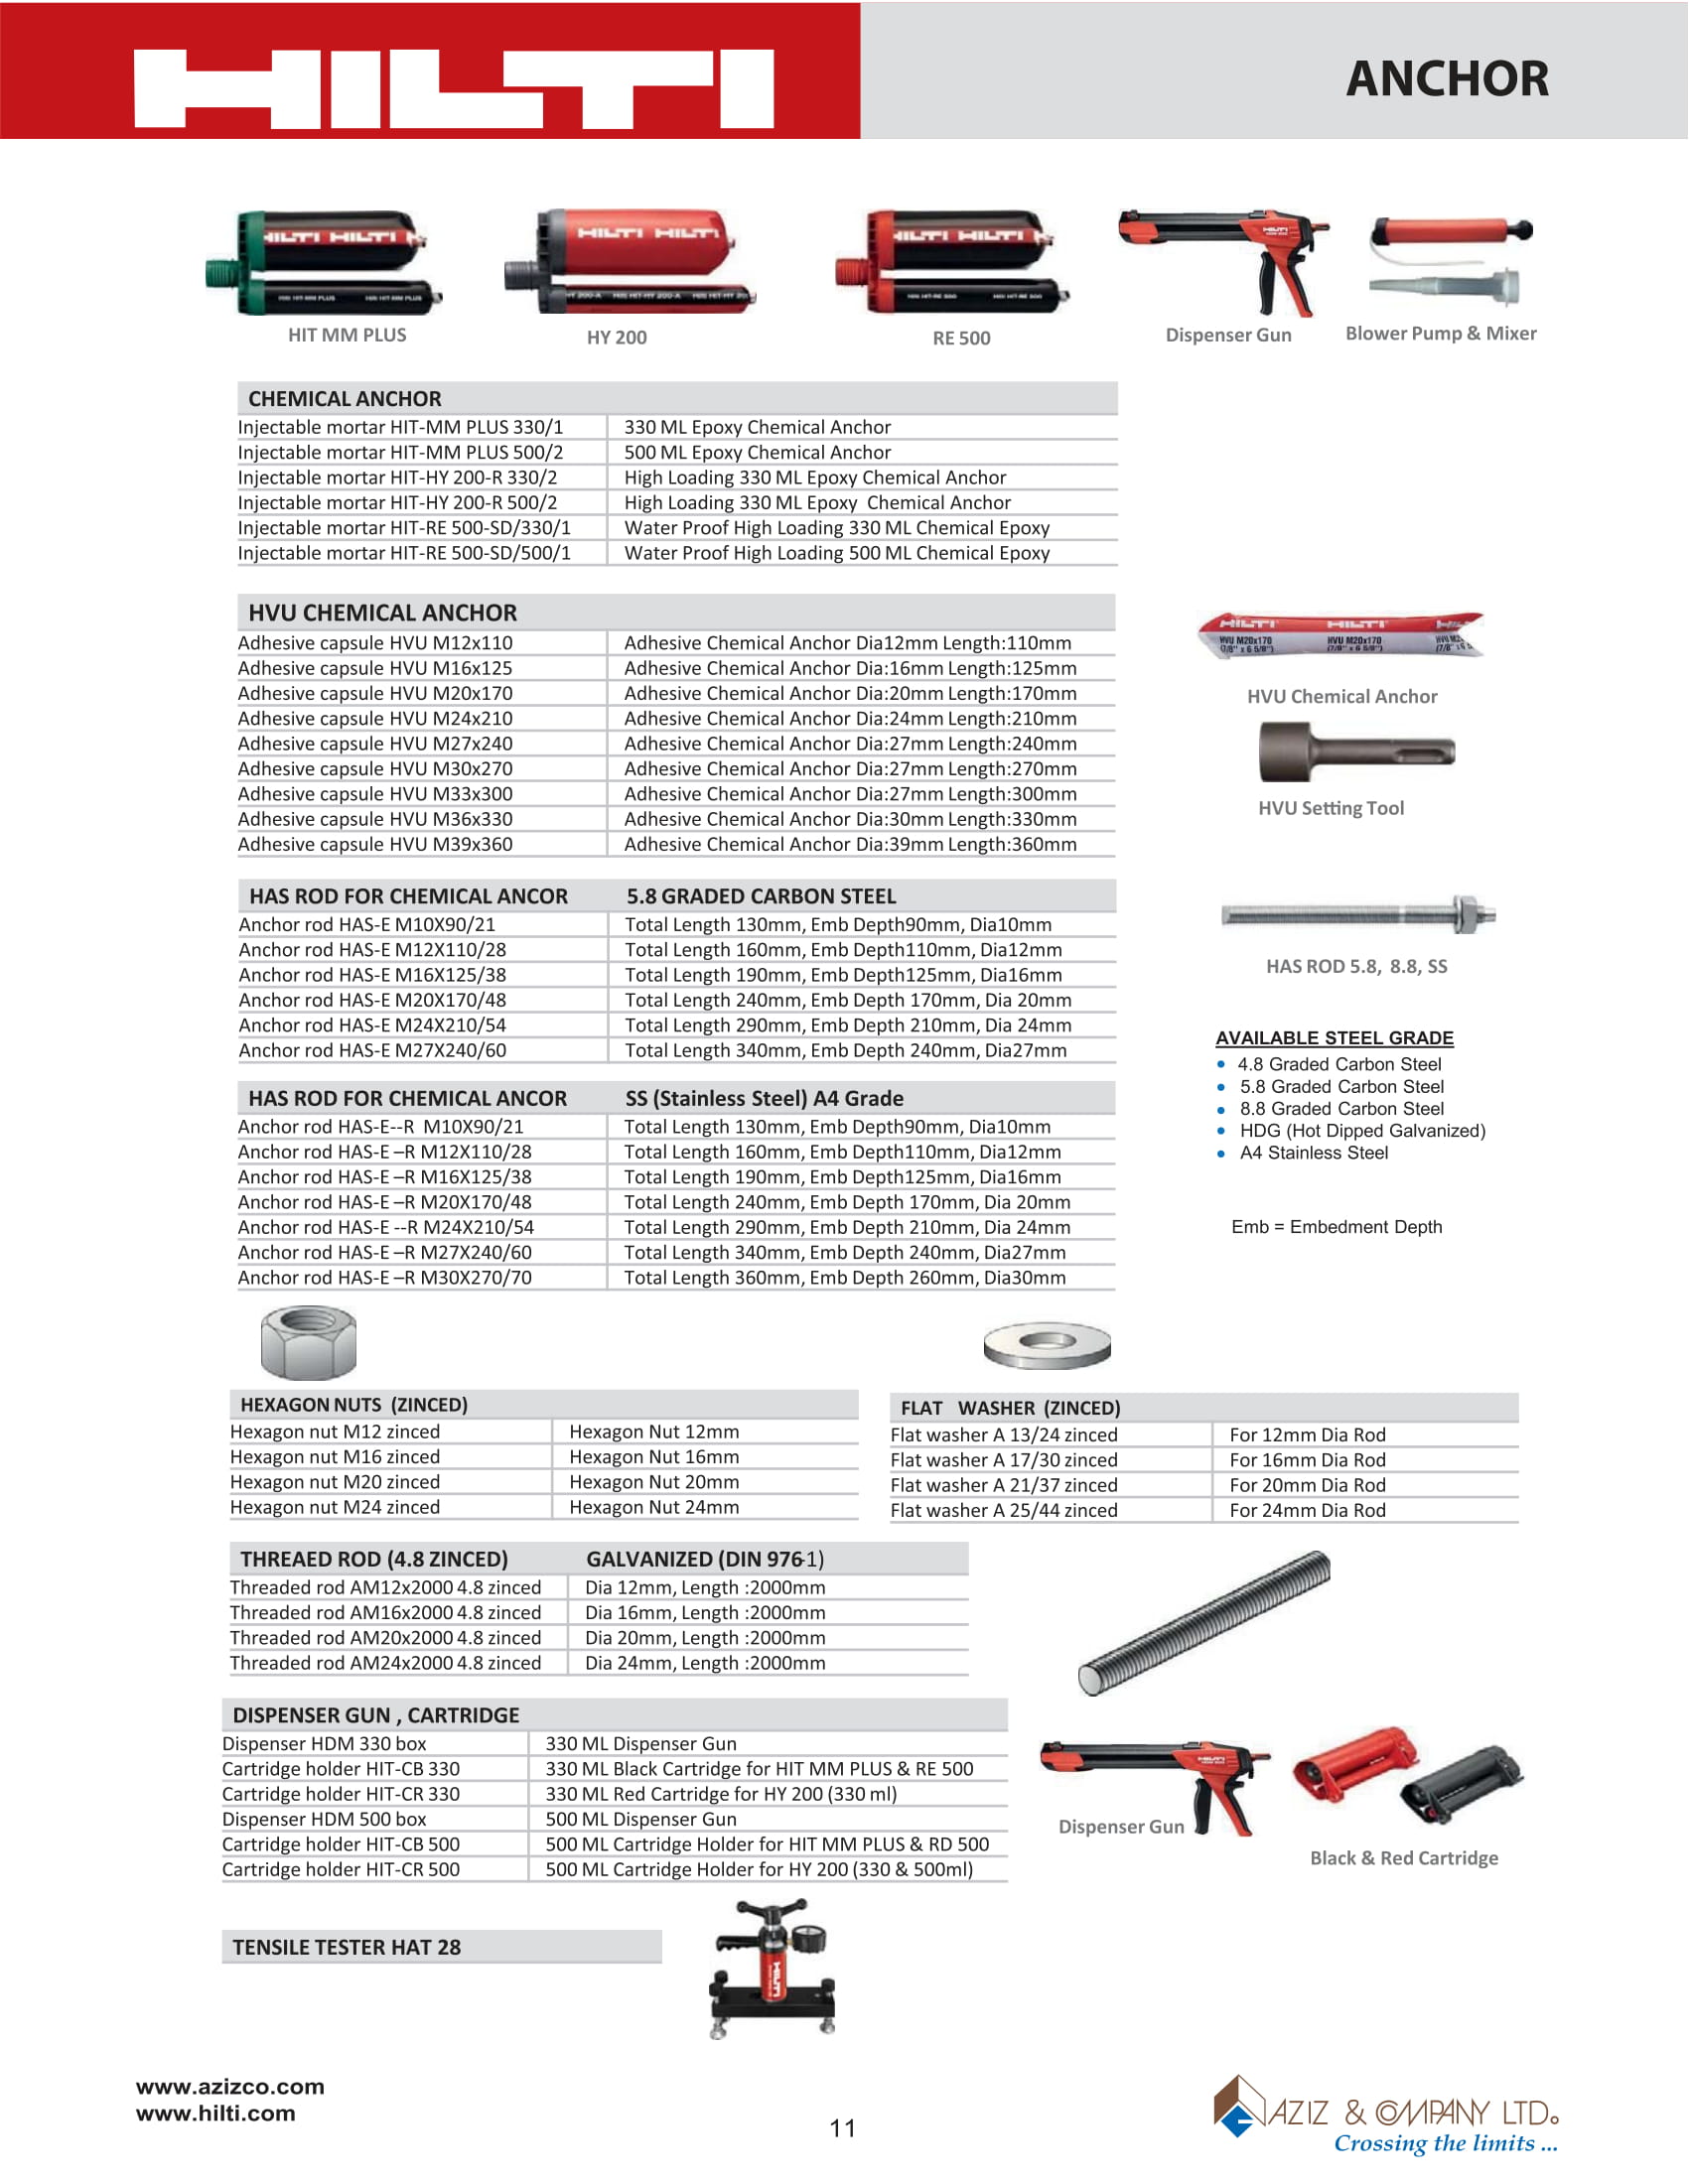 HILTI
ANCHOR
HILTI HILTI H
HILTI HILTI
HILTI HILTI H
HILTI
HIT MM PLUS
HY 200
RE 500
Dispenser Gun
Blower Pump & Mixer
CHEMICAL ANCHOR
Injectable mortar HIT-MM PLUS 330/1 330 ML Epoxy Chemical Anchor
Injectable mortar HIT-MM PLUS 500/2 500 ML Epoxy Chemical Anchor
Injectable mortar HIT-HY 200-R 330/2 High Loading 330 ML Epoxy Chemical Anchor
Injectable mortar HIT-HY 200-R 500/2 High Loading 330 ML Epoxy Chemical Anchor
Injectable mortar HIT-RE 500-SD/330/1 Water Proof High Loading 330 ML Chemical Epoxy
Injectable mortar HIT-RE 500-SD/500/1 Water Proof High Loading 500 ML Chemical Epoxy
HVU CHEMICAL ANCHOR
Adhesive capsule HVU M12x110 Adhesive Chemical Anchor Dia12mm Length:110mm
Adhesive capsule HVU M16x125 Adhesive Chemical Anchor Dia:16mm Length:125mm
Adhesive capsule HVU M20x170 Adhesive Chemical Anchor Dia:20mm Length:170mm
Adhesive capsule HVU M24x210 Adhesive Chemical Anchor Dia:24mm Length:210mm
Adhesive capsule HVU M27x240 Adhesive Chemical Anchor Dia:27mm Length:240mm
Adhesive capsule HVU M30x270 Adhesive Chemical Anchor Dia:27mm Length:270mm
Adhesive capsule HVU M33x300 Adhesive Chemical Anchor Dia:27mm Length:300mm
Adhesive capsule HVU M36x330 Adhesive Chemical Anchor Dia:30mm Length:330mm
Adhesive capsule HVU M39x360 Adhesive Chemical Anchor Dia:39mm Length:360mm
HILTI HILTI
HVU M20x170 HVU M20x170
(7/8" x 6 5/8") (7/8" x 6 5/8")
HVU Chemical Anchor
HVU Setting Tool
HAS ROD FOR CHEMICAL ANCOR 5.8 GRADED CARBON STEEL
Anchor rod HAS-E M10X90/21 Total Length 130mm, Emb Depth90mm, Dia10mm
Anchor rod HAS-E M12X110/28 Total Length 160mm, Emb Depth110mm, Dia12mm
Anchor rod HAS-E M16X125/38 Total Length 190mm, Emb Depth125mm, Dia16mm
Anchor rod HAS-E M20X170/48 Total Length 240mm, Emb Depth 170mm, Dia 20mm
Anchor rod HAS-E M24X210/54 Total Length 290mm, Emb Depth 210mm, Dia 24mm
Anchor rod HAS-E M27X240/60 Total Length 340mm, Emb Depth 240mm, Dia27mm
HAS ROD 5.8, 8.8, SS
AVAILABLE STEEL GRADE
• 4.8 Graded Carbon Steel
• 5.8 Graded Carbon Steel
• 8.8 Graded Carbon Steel
• HDG (Hot Dipped Galvanized)
• A4 Stainless Steel
Emb = Embedment Depth
HAS ROD FOR CHEMICAL ANCOR SS (Stainless Steel) A4 Grade
Anchor rod HAS-E--R M10X90/21 Total Length 130mm, Emb Depth90mm, Dia10mm
Anchor rod HAS-E –R M12X110/28 Total Length 160mm, Emb Depth110mm, Dia12mm
Anchor rod HAS-E –R M16X125/38 Total Length 190mm, Emb Depth125mm, Dia16mm
Anchor rod HAS-E –R M20X170/48 Total Length 240mm, Emb Depth 170mm, Dia 20mm
Anchor rod HAS-E --R M24X210/54 Total Length 290mm, Emb Depth 210mm, Dia 24mm
Anchor rod HAS-E –R M27X240/60 Total Length 340mm, Emb Depth 240mm, Dia27mm
Anchor rod HAS-E –R M30X270/70 Total Length 360mm, Emb Depth 260mm, Dia30mm
HEXAGON NUTS (ZINCED)
Hexagon nut M12 zinced Hexagon Nut 12mm
Hexagon nut M16 zinced Hexagon Nut 16mm
Hexagon nut M20 zinced Hexagon Nut 20mm
Hexagon nut M24 zinced Hexagon Nut 24mm
FLAT WASHER (ZINCED)
Flat washer A 13/24 zinced For 12mm Dia Rod
Flat washer A 17/30 zinced For 16mm Dia Rod
Flat washer A 21/37 zinced For 20mm Dia Rod
Flat washer A 25/44 zinced For 24mm Dia Rod
THREAED ROD (4.8 ZINCED) GALVANIZED (DIN 976-1)
Threaded rod AM12x2000 4.8 zinced Dia 12mm, Length :2000mm
Threaded rod AM16x2000 4.8 zinced Dia 16mm, Length :2000mm
Threaded rod AM20x2000 4.8 zinced Dia 20mm, Length :2000mm
Threaded rod AM24x2000 4.8 zinced Dia 24mm, Length :2000mm
DISPENSER GUN , CARTRIDGE
Dispenser HDM 330 box 330 ML Dispenser Gun
Cartridge holder HIT-CB 330 330 ML Black Cartridge for HIT MM PLUS & RE 500
Cartridge holder HIT-CR 330 330 ML Red Cartridge for HY 200 (330 ml)
Dispenser HDM 500 box 500 ML Dispenser Gun
Cartridge holder HIT-CB 500 500 ML Cartridge Holder for HIT MM PLUS & RD 500
Cartridge holder HIT-CR 500 500 ML Cartridge Holder for HY 200 (330 & 500ml)
HILTI
Dispenser Gun
Black & Red Cartridge
TENSILE TESTER HAT 28
HILTI
www.azizco.com
www.hilti.com
11
AZIZ & COMPANY LTD.
Crossing the limits ...